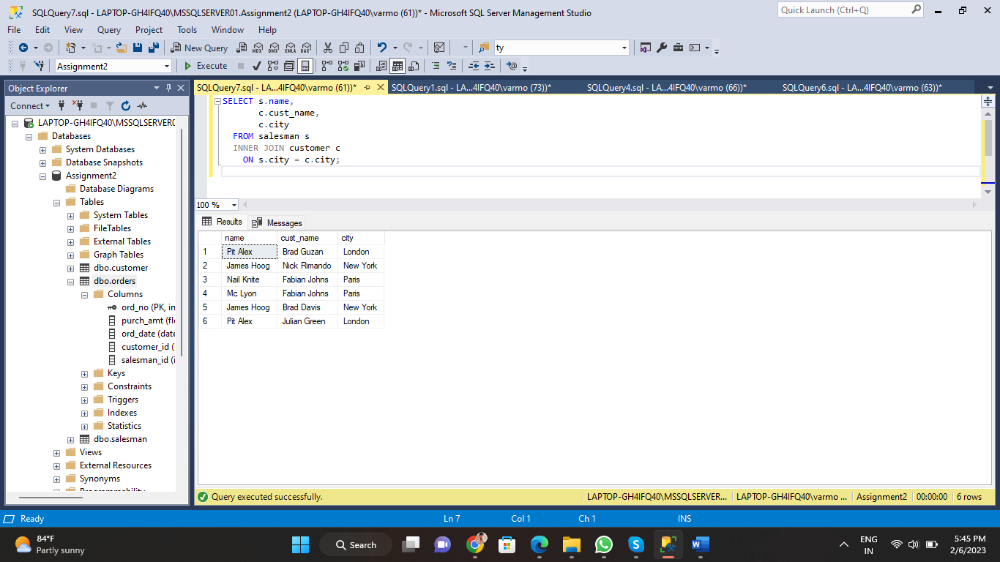 SQLQuery7.sql - LAPTOP-GH4IFQ40\MSSQLSERVER01.Assignment2 (LAPTOP-GH4IFQ40\varmo (61))* - Microsoft SQL Server Management Studio
Quick Launch (Ctrl+Q)
File Edit View Query Project Tools Window Help
New Query MDX DMX XMLA DAX ty
Assignment2 Execute
Object Explorer
SQLQuery7.sql - LA...4IFQ40\varmo (61))* SQLQuery1.sql - LA...4IFQ40\varmo (73))* SQLQuery4.sql - LA...4IFQ40\varmo (66))* SQLQuery6.sql - LA...4IFQ40\varmo (63))*
Connect
LAPTOP-GH4IFQ40\MSSQLSERVER0
Databases
System Databases
Database Snapshots
Assignment2
Database Diagrams
Tables
System Tables
FileTables
External Tables
Graph Tables
dbo.customer
dbo.orders
Columns
ord_no (PK, in
purch_amt (flo
ord_date (date
customer_id (
salesman_id (i
Keys
Constraints
Triggers
Indexes
Statistics
dbo.salesman
Views
External Resources
Synonyms
Programmability
SELECT s.name,
c.cust_name,
c.city
FROM salesman s
INNER JOIN customer c
ON s.city = c.city;
100 %
Results Messages
name cust_name city
1 Pit Alex Brad Guzan London
2 James Hoog Nick Rimando New York
3 Nail Knite Fabian Johns Paris
4 Mc Lyon Fabian Johns Paris
5 James Hoog Brad Davis New York
6 Pit Alex Julian Green London
Query executed successfully. LAPTOP-GH4IFQ40\MSSQLSERVER... LAPTOP-GH4IFQ40\varmo ... Assignment2 00:00:00 6 rows
Ready Ln 7 Col 1 Ch 1 INS
84°F
Partly sunny
Search
ENG
IN
5:45 PM
2/6/2023